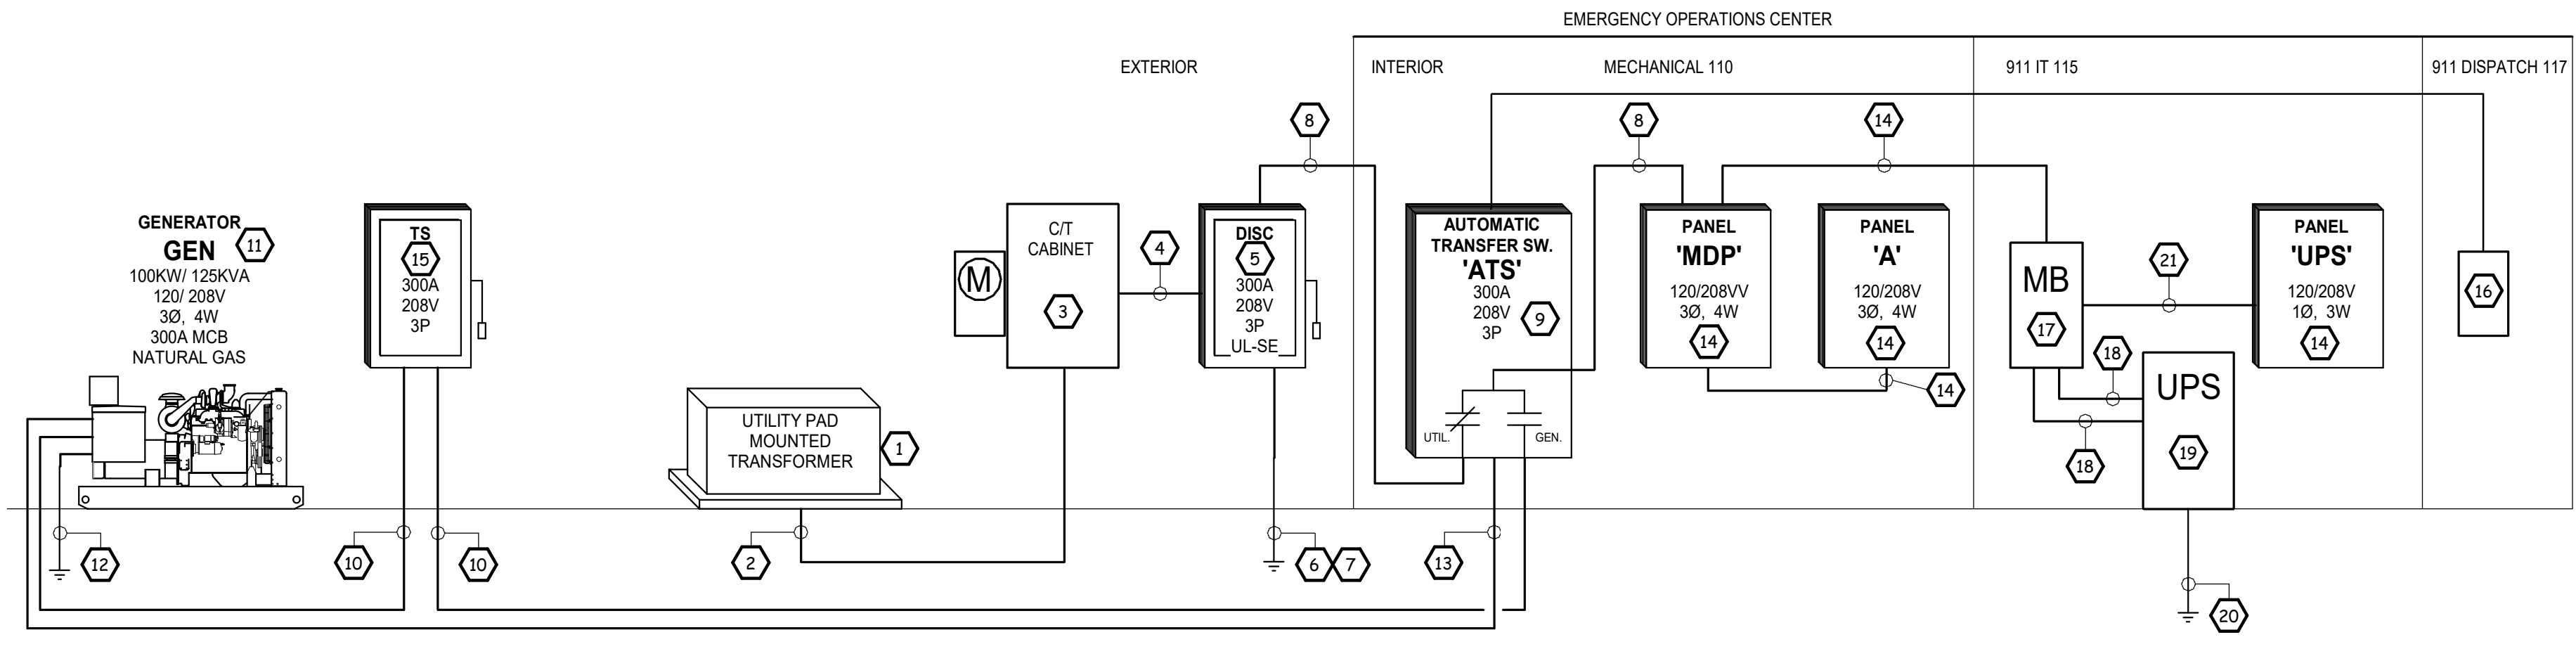 EMERGENCY OPERATIONS CENTER
EXTERIOR
INTERIOR
MECHANICAL 110
911 IT 115
911 DISPATCH 117
8
8
14
GENERATOR
GEN
11
100KW/ 125KVA
120/ 208V
3Ø, 4W
300A MCB
NATURAL GAS
TS
15
300A
208V
3P
UTILITY PAD
MOUNTED
TRANSFORMER
1
M
C/T
CABINET
3
4
DISC
5
300A
208V
3P
UL-SE
AUTOMATIC
TRANSFER SW.
'ATS'
300A
208V
3P
9
UTIL.
GEN.
PANEL
'MDP'
120/208VV
3Ø, 4W
14
PANEL
'A'
120/208V
3Ø, 4W
14
14
MB
17
21
18
18
UPS
19
PANEL
'UPS'
120/208V
1Ø, 3W
14
16
12
10
10
2
6
7
13
20